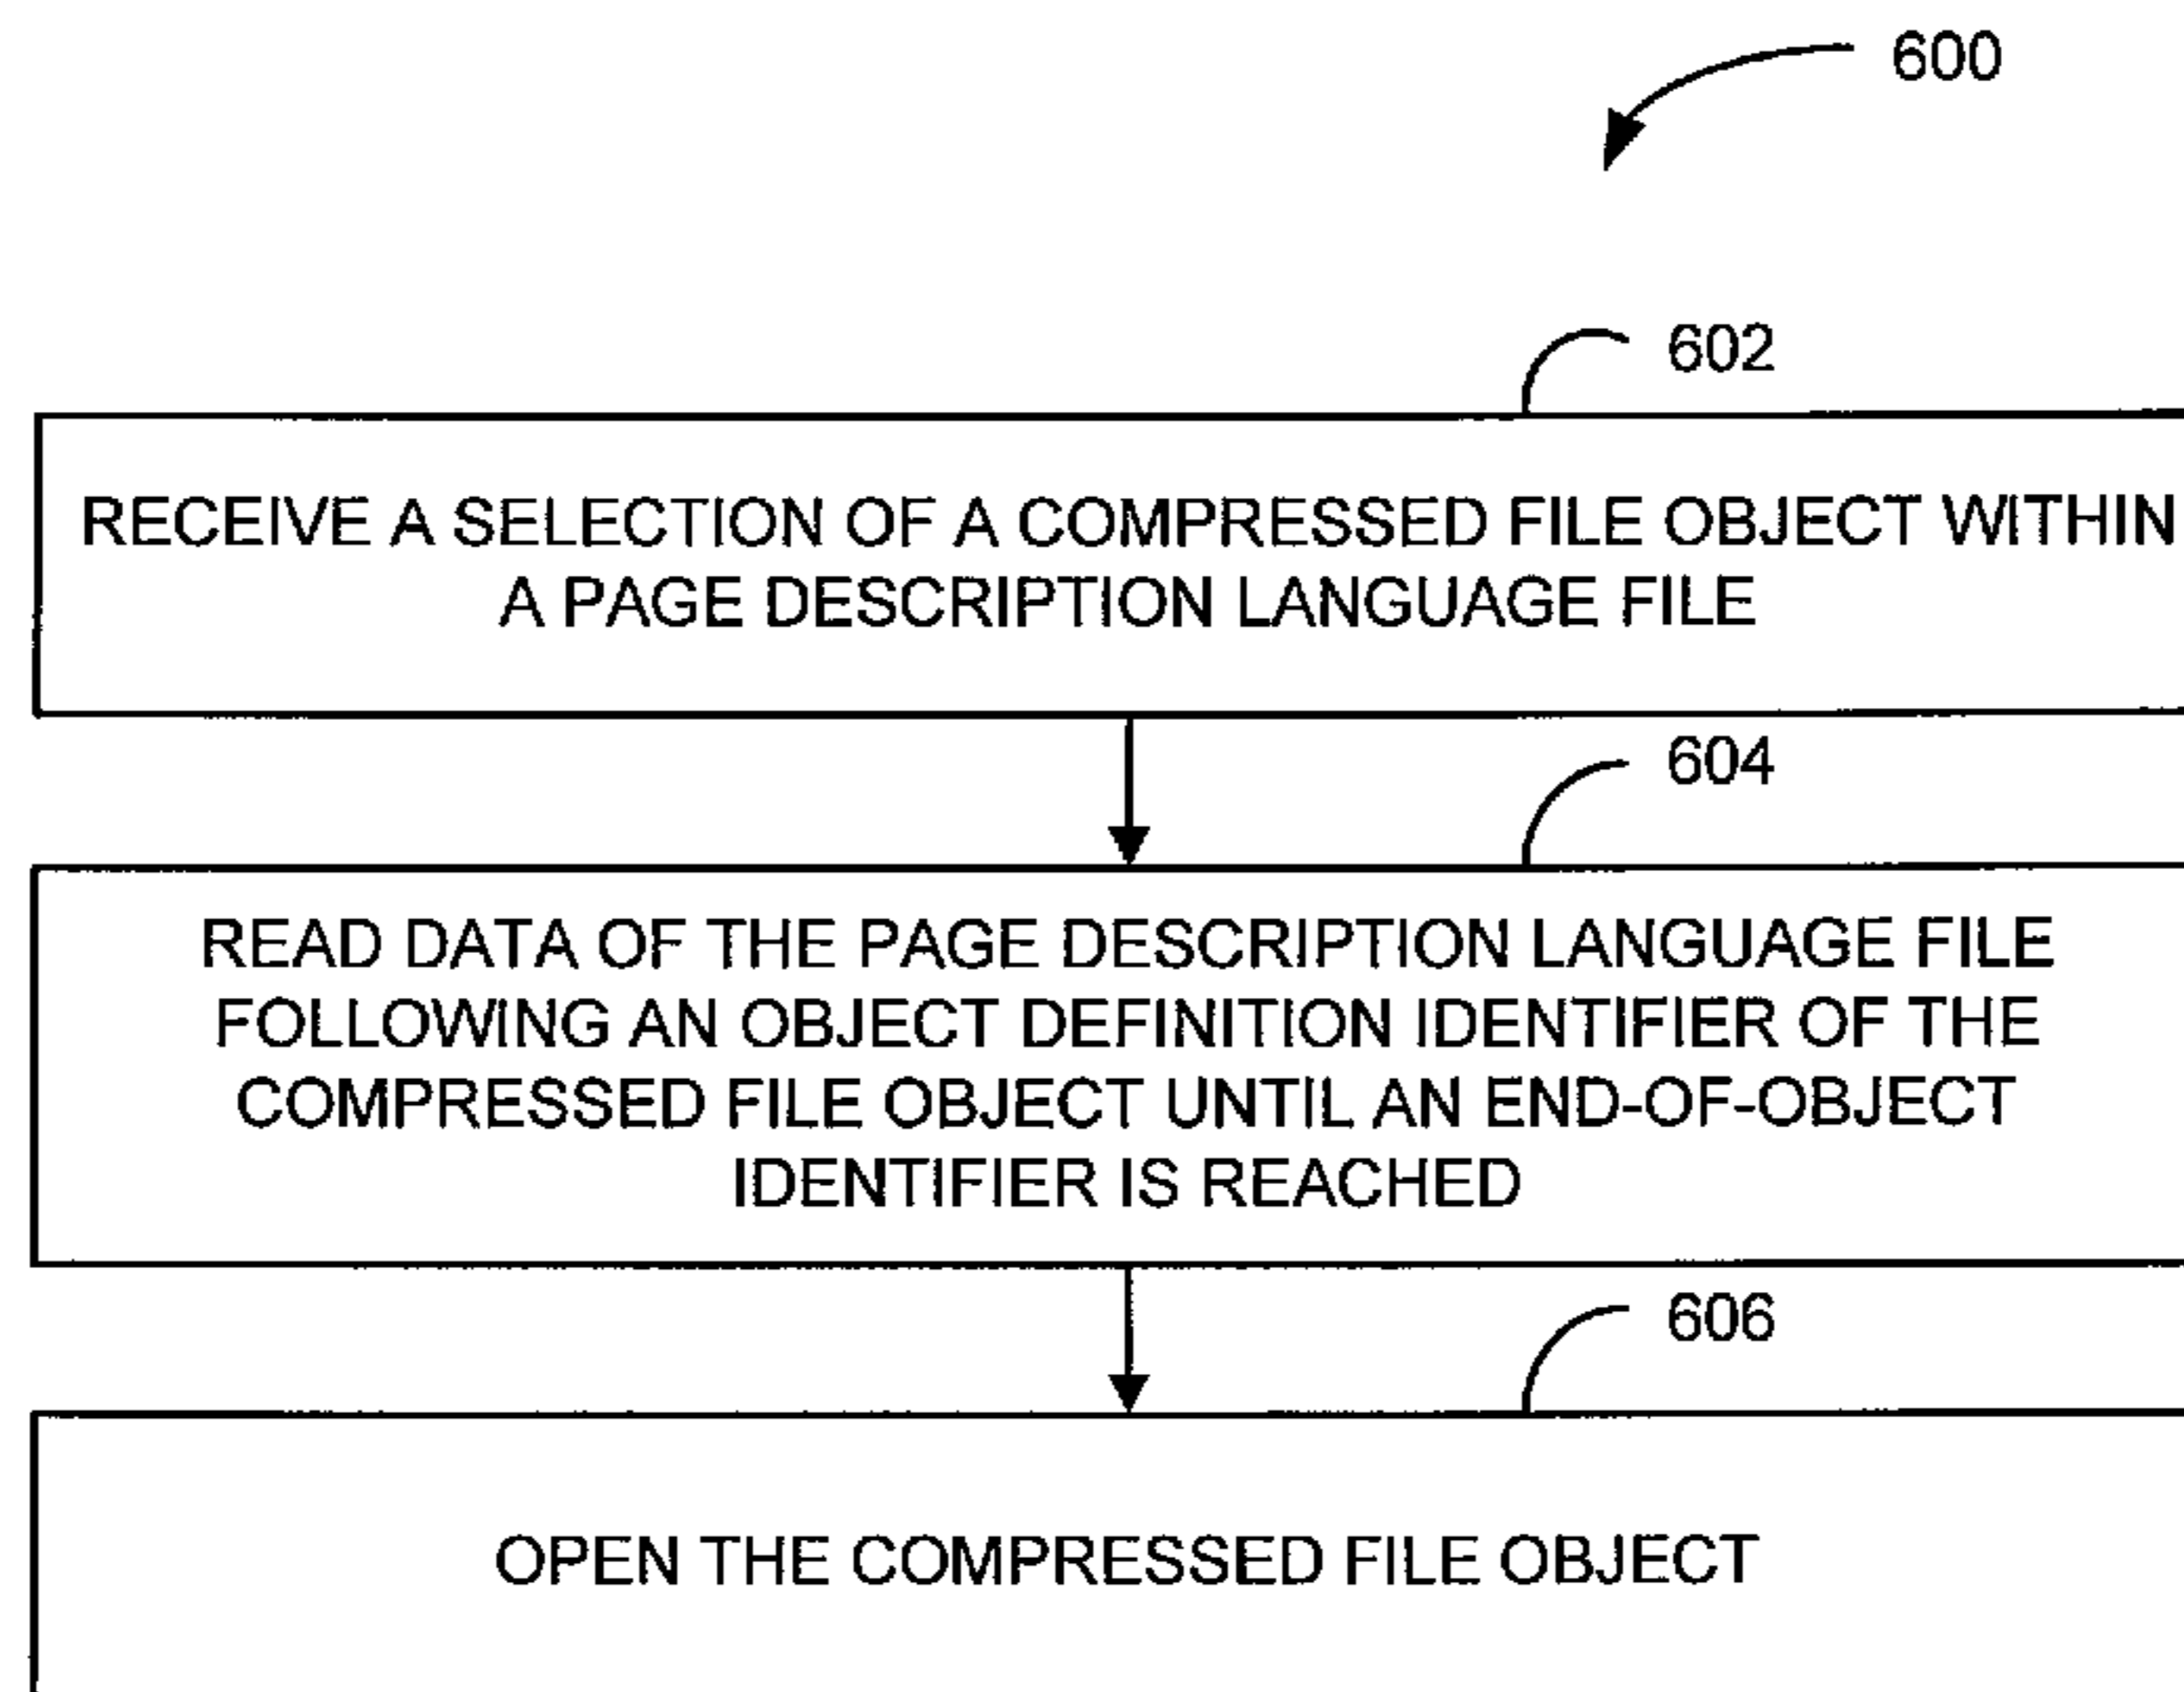 600
602
RECEIVE A SELECTION OF A COMPRESSED FILE OBJECT WITHIN
A PAGE DESCRIPTION LANGUAGE FILE
604
READ DATA OF THE PAGE DESCRIPTION LANGUAGE FILE
FOLLOWING AN OBJECT DEFINITION IDENTIFIER OF THE
COMPRESSED FILE OBJECT UNTIL AN END-OF-OBJECT
IDENTIFIER IS REACHED
606
OPEN THE COMPRESSED FILE OBJECT